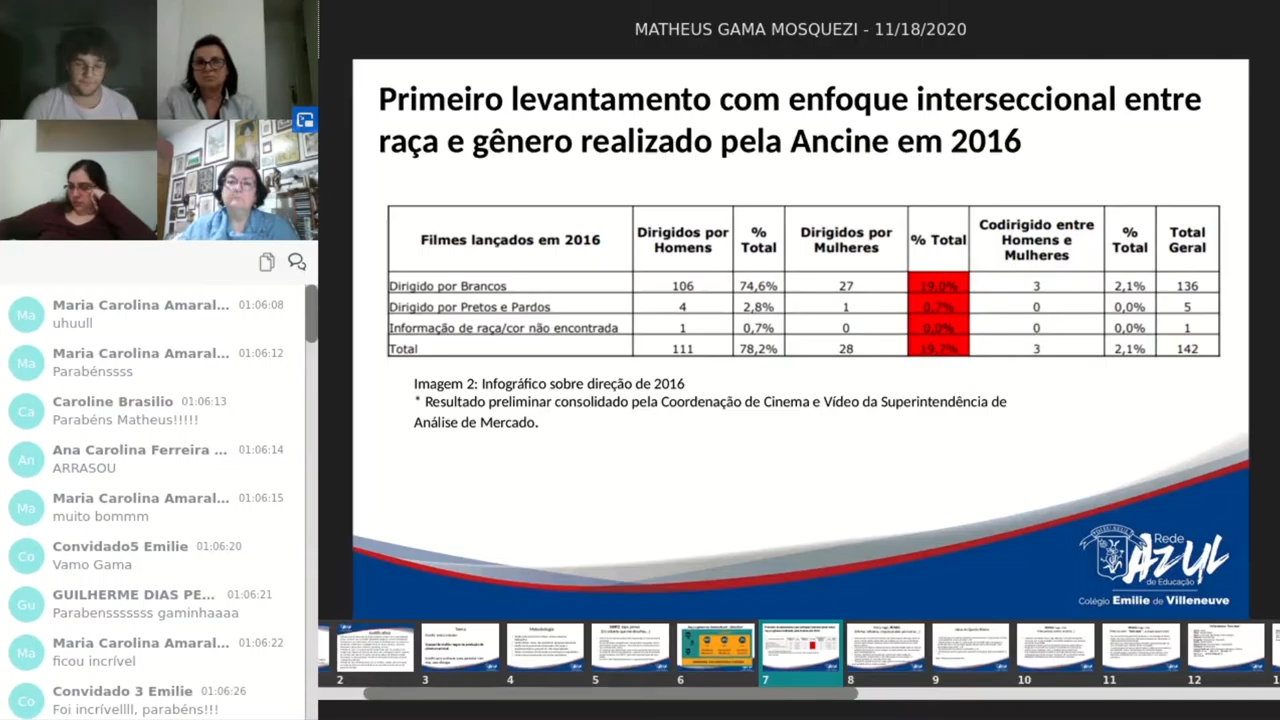 MATHEUS GAMA MOSQUEZI - 11/18/2020
Primeiro levantamento com enfoque interseccional entre
raça e gênero realizado pela Ancine em 2016
Filmes lançados em 2016 Dirigidos por Homens % Total Dirigidos por Mulheres % Total Codirigido entre Homens e Mulheres % Total Total Geral
Dirigido por Brancos 106 74,6% 27 19,0% 3 2,1% 136
Dirigido por Pretos e Pardos 4 2,8% 1 0,7% 0 0,0% 5
Informação de raça/cor não encontrada 1 0,7% 0 0,0% 0 0,0% 1
Total 111 78,2% 28 19,7% 3 2,1% 142
Imagem 2: Infográfico sobre direção de 2016
* Resultado preliminar consolidado pela Coordenação de Cinema e Vídeo da Superintendência de
Análise de Mercado.
Rede
AZUL
de Educação
Colégio Emilie de Villeneuve
Ma Maria Carolina Amaral... 01:06:08
uhuull
Ma Maria Carolina Amaral... 01:06:12
Parabénssss
Ca Caroline Brasilio 01:06:13
Parabéns Matheus!!!!!
An Ana Carolina Ferreira ... 01:06:14
ARRASOU
Ma Maria Carolina Amaral... 01:06:15
muito bommm
Co Convidado5 Emilie 01:06:20
Vamo Gama
Gu GUILHERME DIAS PE... 01:06:21
Parabensssssss gaminhaaaa
Ma Maria Carolina Amaral... 01:06:22
ficou incrível
Co Convidado 3 Emilie 01:06:26
Foi incrívellll, parabéns!!!
2 3 4 5 6 7 8 9 10 11 12